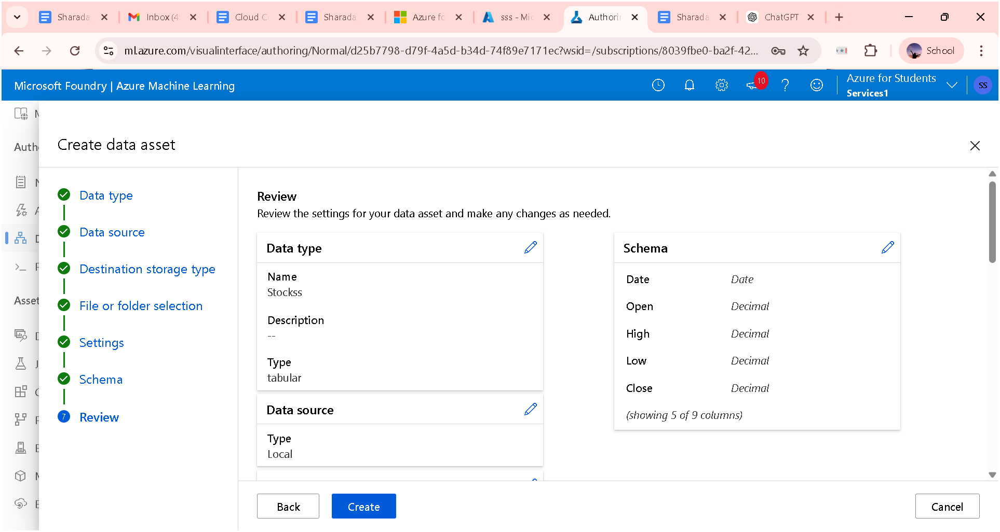 Sharada
Inbox (4
Cloud C
Sharada
Azure fo
sss - Mic
Authorin
Sharada
ChatGPT
ml.azure.com/visualinterface/authoring/Normal/d25b7798-d79f-4a5d-b34d-74f89e7171ec?wsid=/subscriptions/8039fbe0-ba2f-42...
School
Microsoft Foundry | Azure Machine Learning
10
Azure for Students
Services1
SS
Auth
Asset
Create data asset
Data type
Data source
Destination storage type
File or folder selection
Settings
Schema
7
Review
Review
Review the settings for your data asset and make any changes as needed.
Data type
Name
Stockss
Description
--
Type
tabular
Data source
Type
Local
Schema
Date Date
Open Decimal
High Decimal
Low Decimal
Close Decimal
(showing 5 of 9 columns)
Back
Create
Cancel